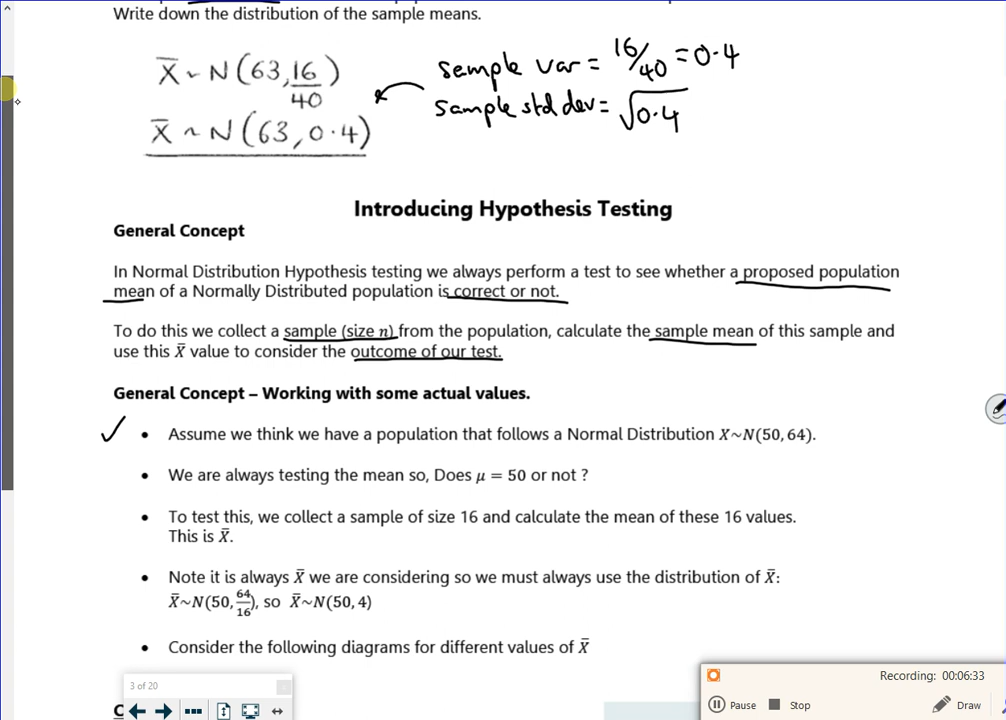 Write down the distribution of the sample means.
X̄ ~ N(63, 16/40)
sample var = 16/40 = 0.4
sample std dev = √0.4
X̄ ~ N(63, 0.4)
Introducing Hypothesis Testing
General Concept
In Normal Distribution Hypothesis testing we always perform a test to see whether a proposed population
mean of a Normally Distributed population is correct or not.
To do this we collect a sample (size n) from the population, calculate the sample mean of this sample and
use this X̄ value to consider the outcome of our test.
General Concept – Working with some actual values.
• Assume we think we have a population that follows a Normal Distribution X~N(50, 64).
• We are always testing the mean so, Does μ = 50 or not ?
• To test this, we collect a sample of size 16 and calculate the mean of these 16 values.
This is X̄.
• Note it is always X̄ we are considering so we must always use the distribution of X̄:
X̄~N(50, 64/16), so X̄~N(50, 4)
• Consider the following diagrams for different values of X̄
3 of 20
C
Recording: 00:06:33
Pause Stop Draw